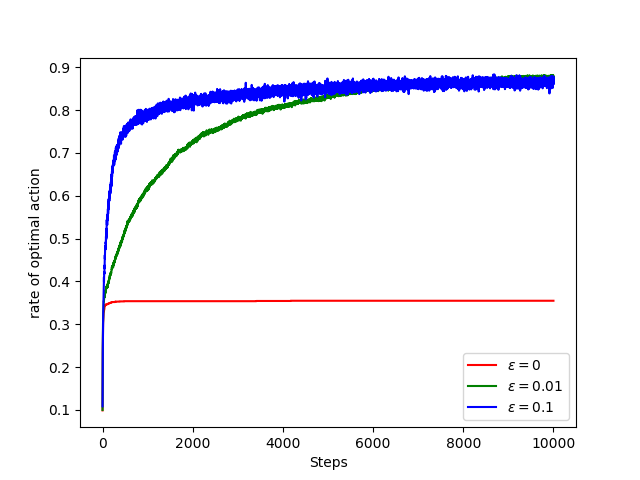 0.9
0.8
0.7
0.6
0.5
0.4
0.3
0.2
0.1
rate of optimal action
0 2000 4000 6000 8000 10000
Steps
ε = 0
ε = 0.01
ε = 0.1